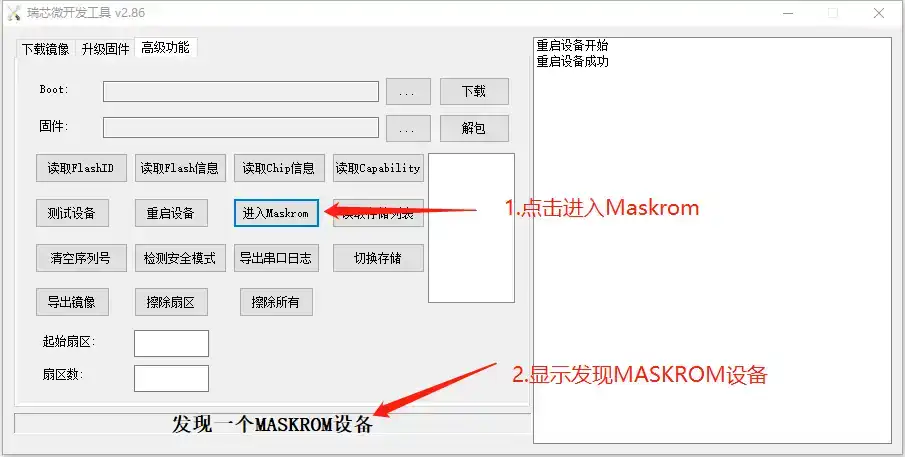 瑞芯微开发工具 v2.86
下载镜像 升级固件 高级功能
Boot: ... 下载
固件: ... 解包
读取FlashID 读取Flash信息 读取Chip信息 读取Capability
测试设备 重启设备 进入Maskrom 读取存储列表
清空序列号 检测安全模式 导出串口日志 切换存储
导出镜像 擦除扇区 擦除所有
起始扇区:
扇区数:
发现一个MASKROM设备
重启设备开始
重启设备成功
1.点击进入Maskrom
2.显示发现MASKROM设备